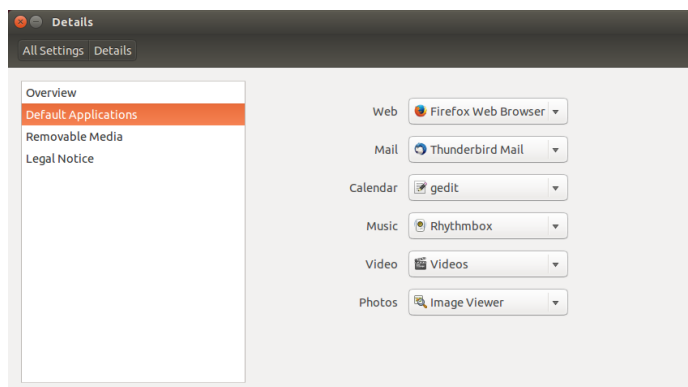 Details
All Settings Details
Overview
Default Applications
Removable Media
Legal Notice
Web Firefox Web Browser
Mail Thunderbird Mail
Calendar gedit
Music Rhythmbox
Video Videos
Photos Image Viewer